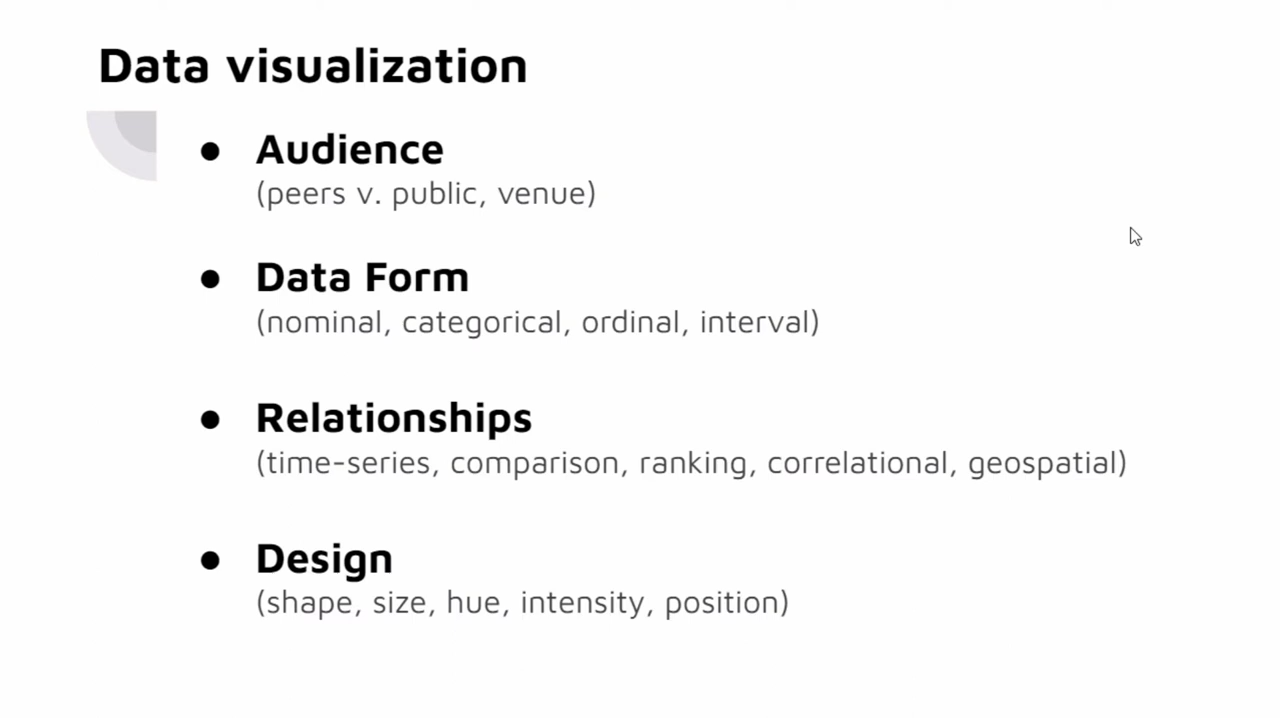 Data visualization
● Audience
(peers v. public, venue)
● Data Form
(nominal, categorical, ordinal, interval)
● Relationships
(time-series, comparison, ranking, correlational, geospatial)
● Design
(shape, size, hue, intensity, position)